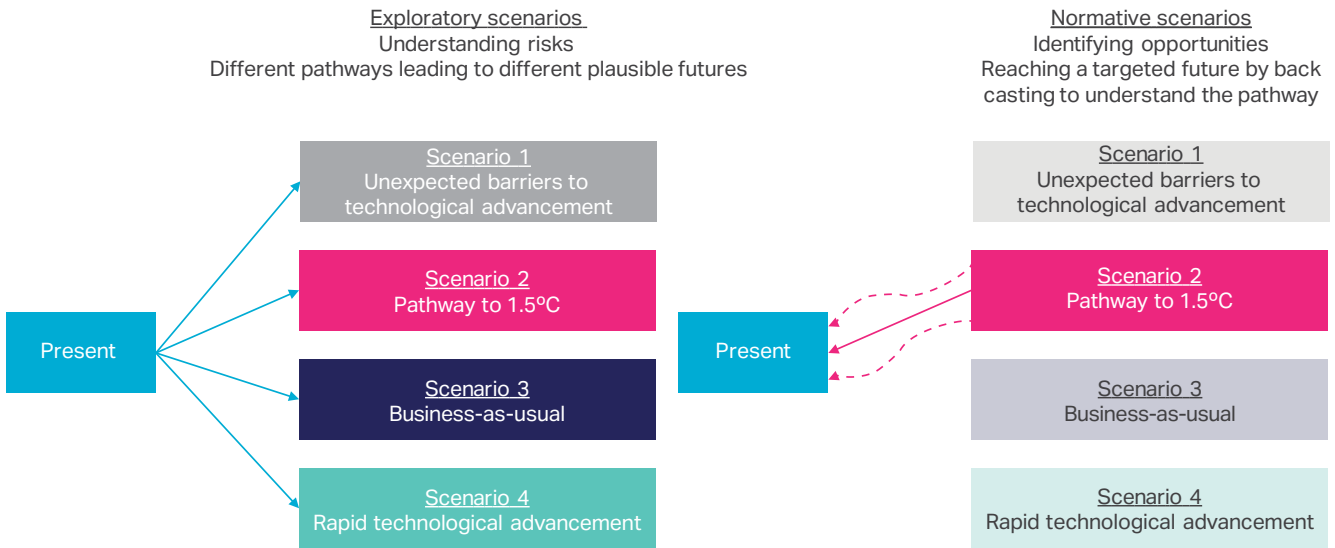 Exploratory scenarios
Understanding risks
Different pathways leading to different plausible futures
Present
Scenario 1
Unexpected barriers to
technological advancement
Scenario 2
Pathway to 1.5ºC
Scenario 3
Business-as-usual
Scenario 4
Rapid technological advancement
Normative scenarios
Identifying opportunities
Reaching a targeted future by back
casting to understand the pathway
Present
Scenario 1
Unexpected barriers to
technological advancement
Scenario 2
Pathway to 1.5ºC
Scenario 3
Business-as-usual
Scenario 4
Rapid technological advancement